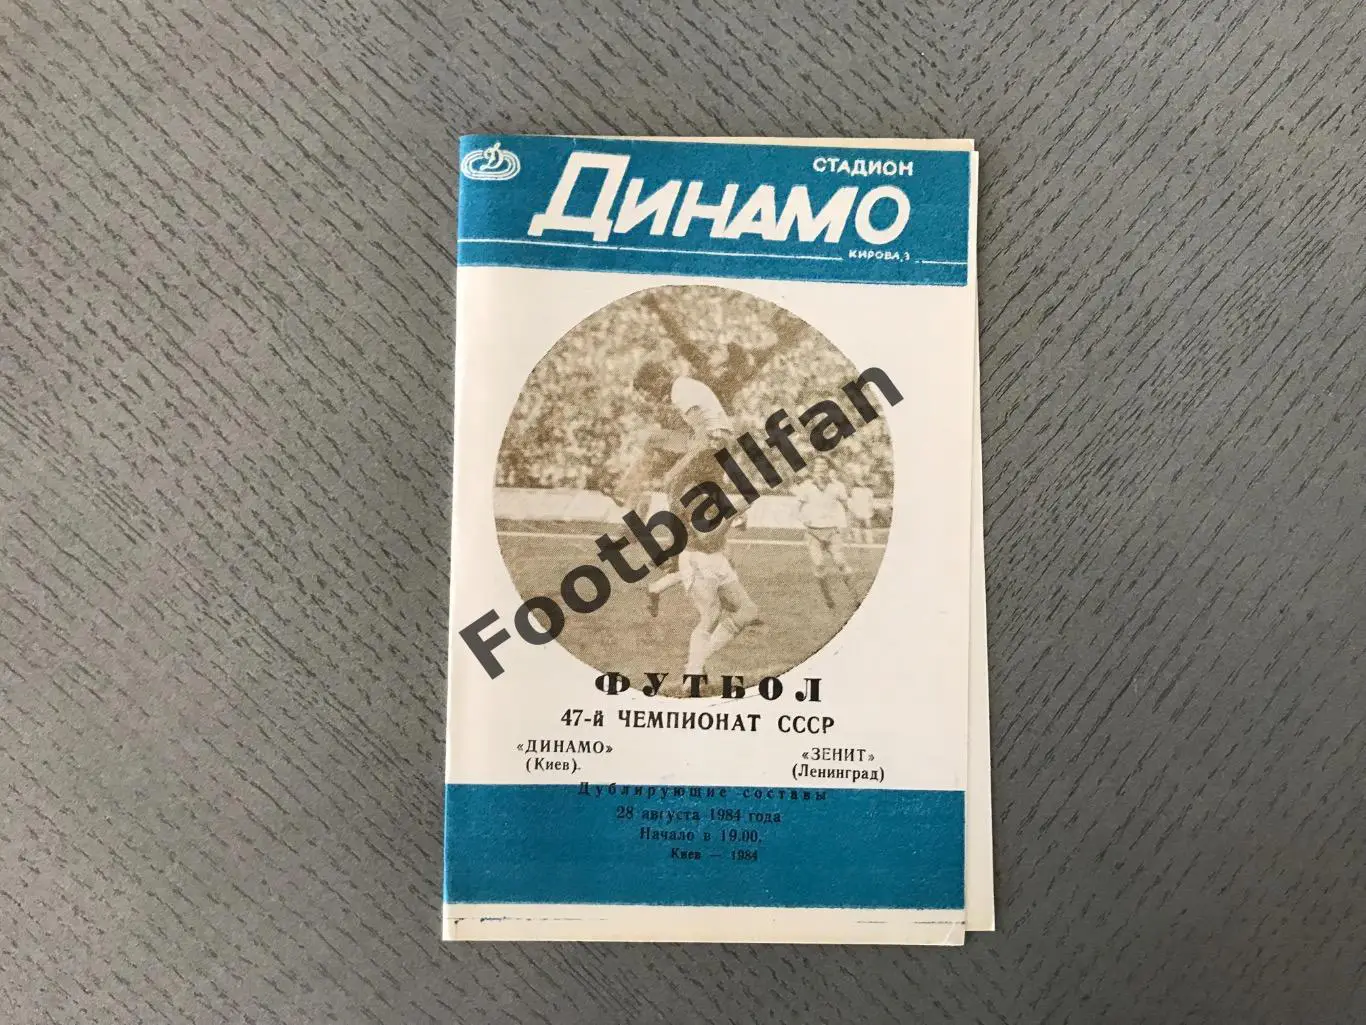 СТАДИОН
ДИНАМО
КИРОВА, 3
Footballfan
ФУТБОЛ
47-й ЧЕМПИОНАТ СССР
«ДИНАМО» «ЗЕНИТ»
(Киев). (Ленинград)
Дублирующие составы
28 августа 1984 года
Начало в 19.00.
Киев — 1984